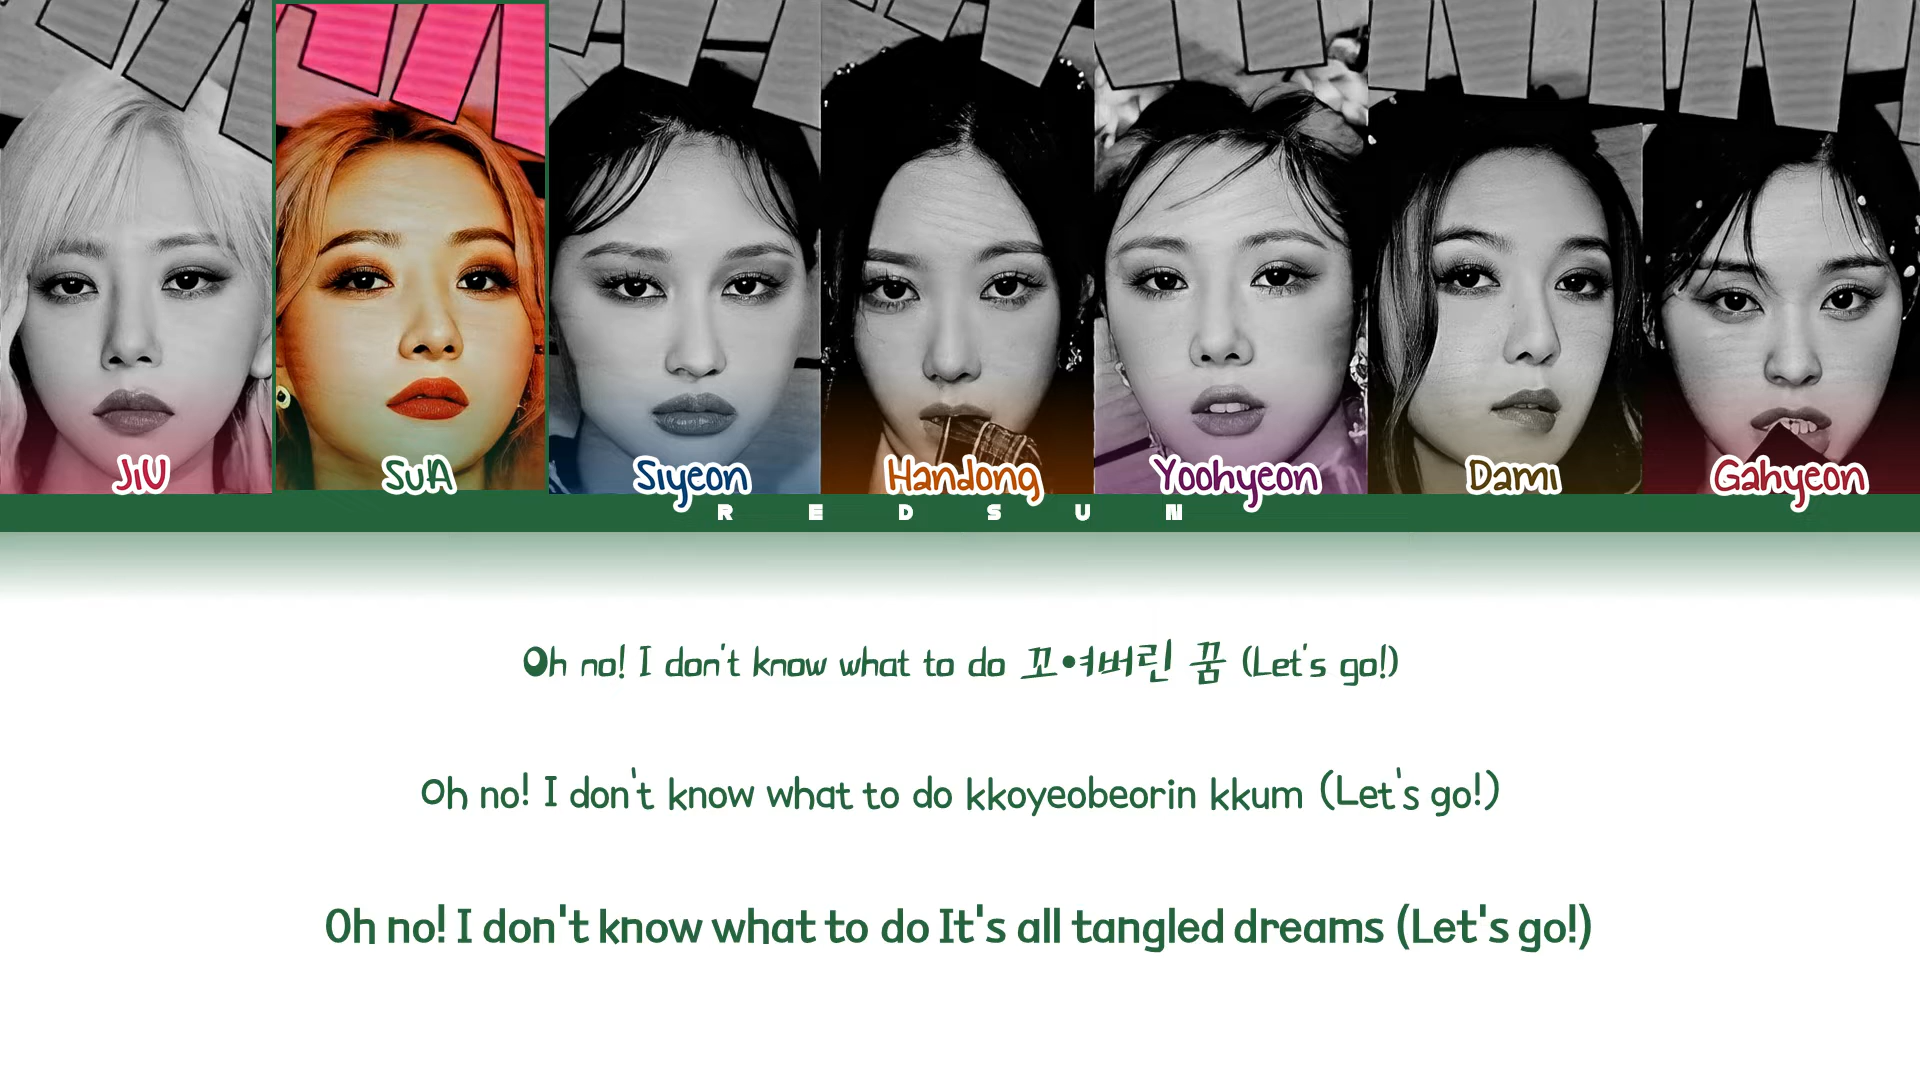 JiU SuA Siyeon Handong Yoohyeon Dami Gahyeon
REDSUN
Oh no! I don't know what to do 꼬여버린 꿈 (Let's go!)
Oh no! I don't know what to do kkoyeobeorin kkum (Let's go!)
Oh no! I don't know what to do It's all tangled dreams (Let's go!)